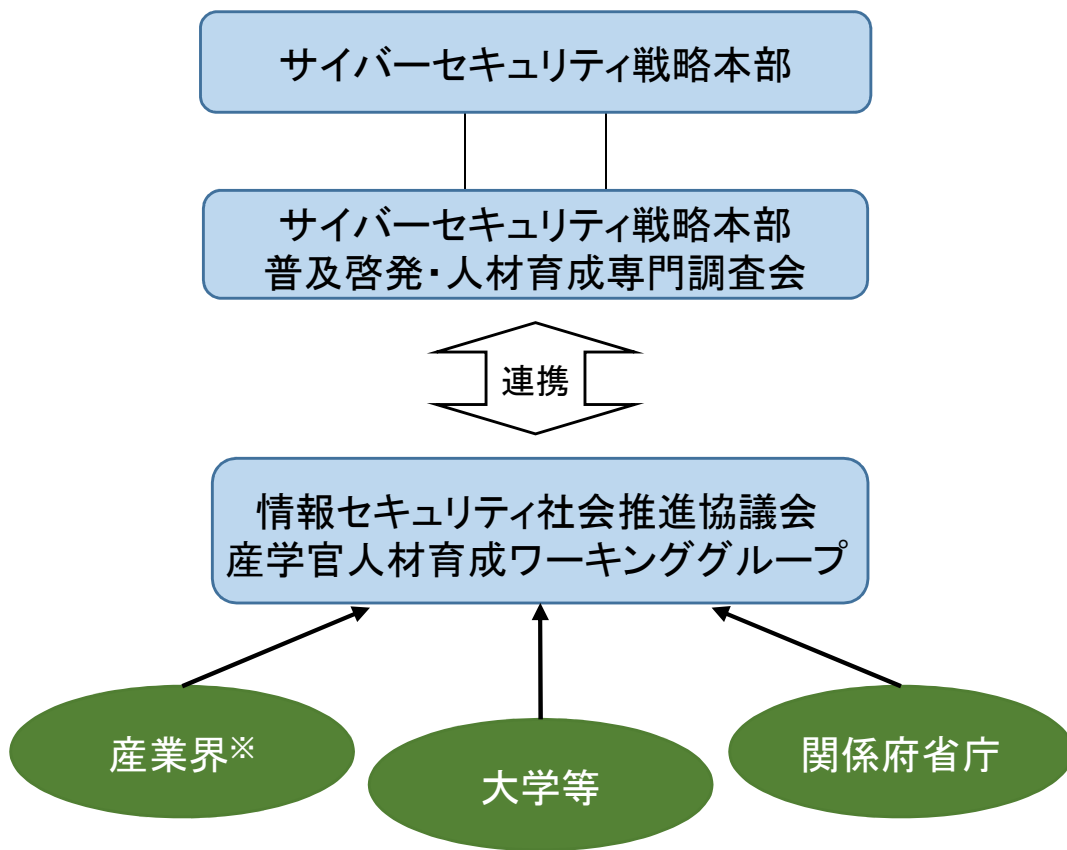 サイバーセキュリティ戦略本部
サイバーセキュリティ戦略本部
普及啓発・人材育成専門調査会
連携
情報セキュリティ社会推進協議会
産学官人材育成ワーキンググループ
産業界※
大学等
関係府省庁